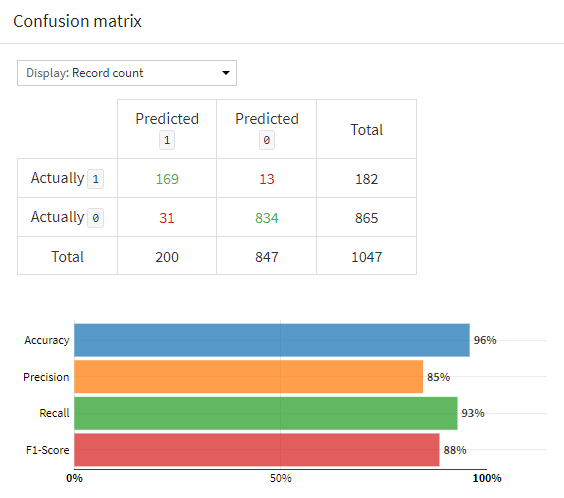 Confusion matrix
Display: Record count
Predicted 1 Predicted 0 Total
Actually 1 169 13 182
Actually 0 31 834 865
Total 200 847 1047
Accuracy 96%
Precision 85%
Recall 93%
F1-Score 88%
0% 50% 100%